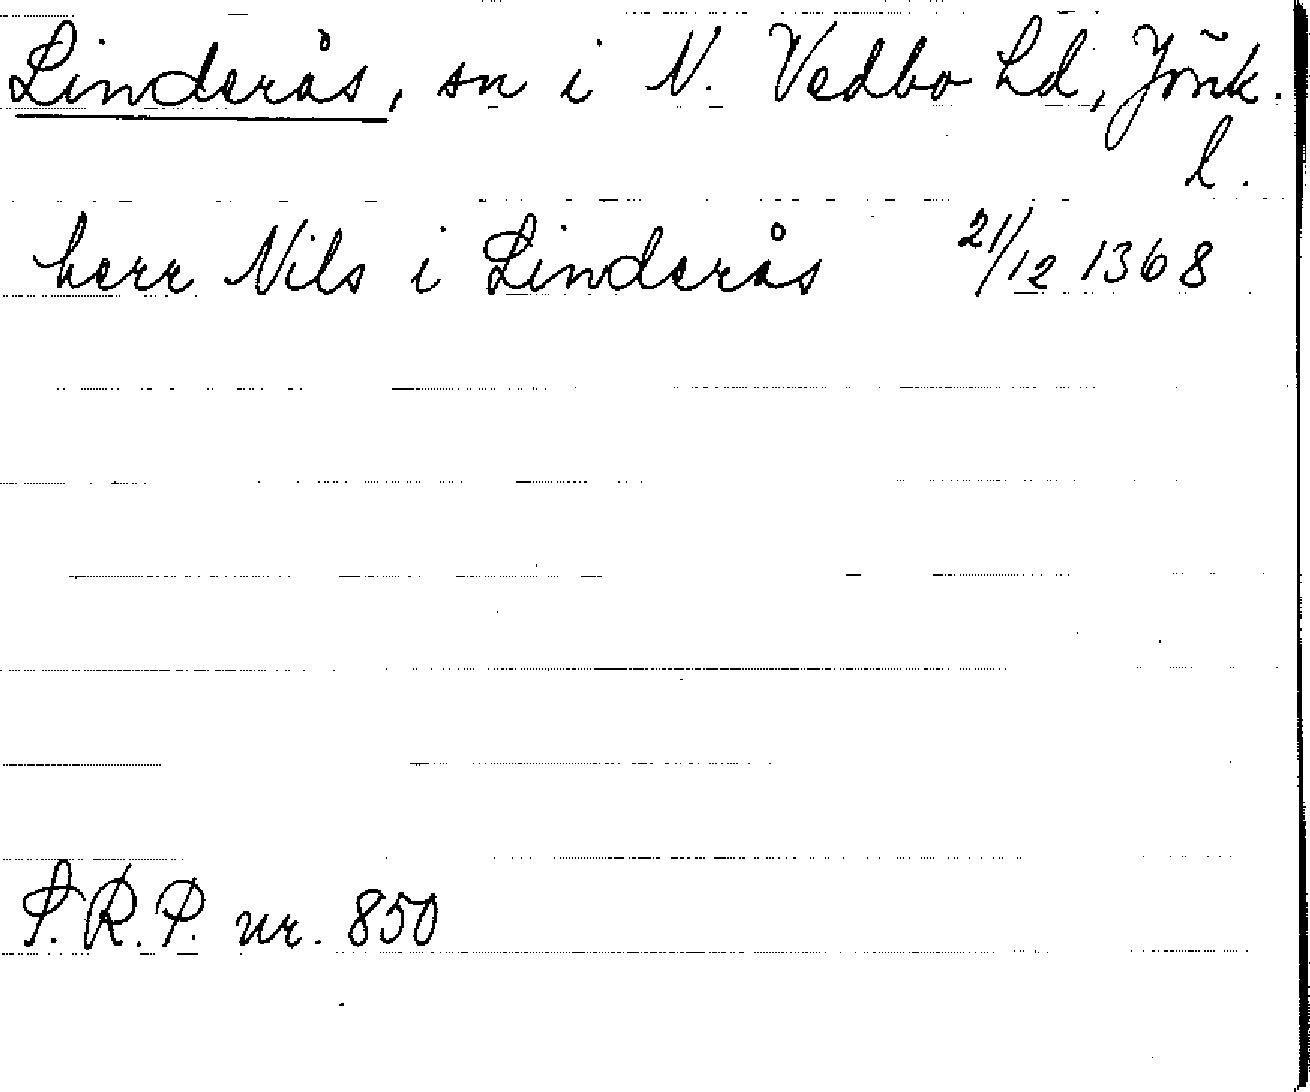 Linderås, sn i N. Vedbo hd, Jönk.
l.
herr Nils i Linderås 21/12 1368
S.R.P. nr. 850